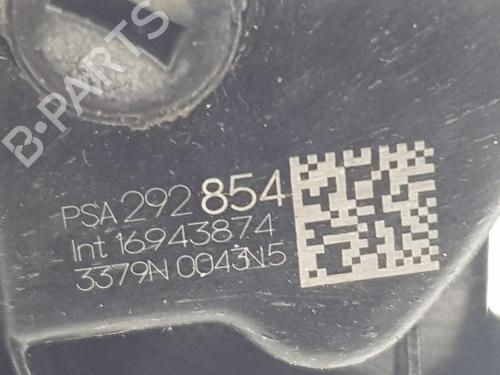 B-PARTS
PSA 292 854
Int 16943874
3379N 0043N5